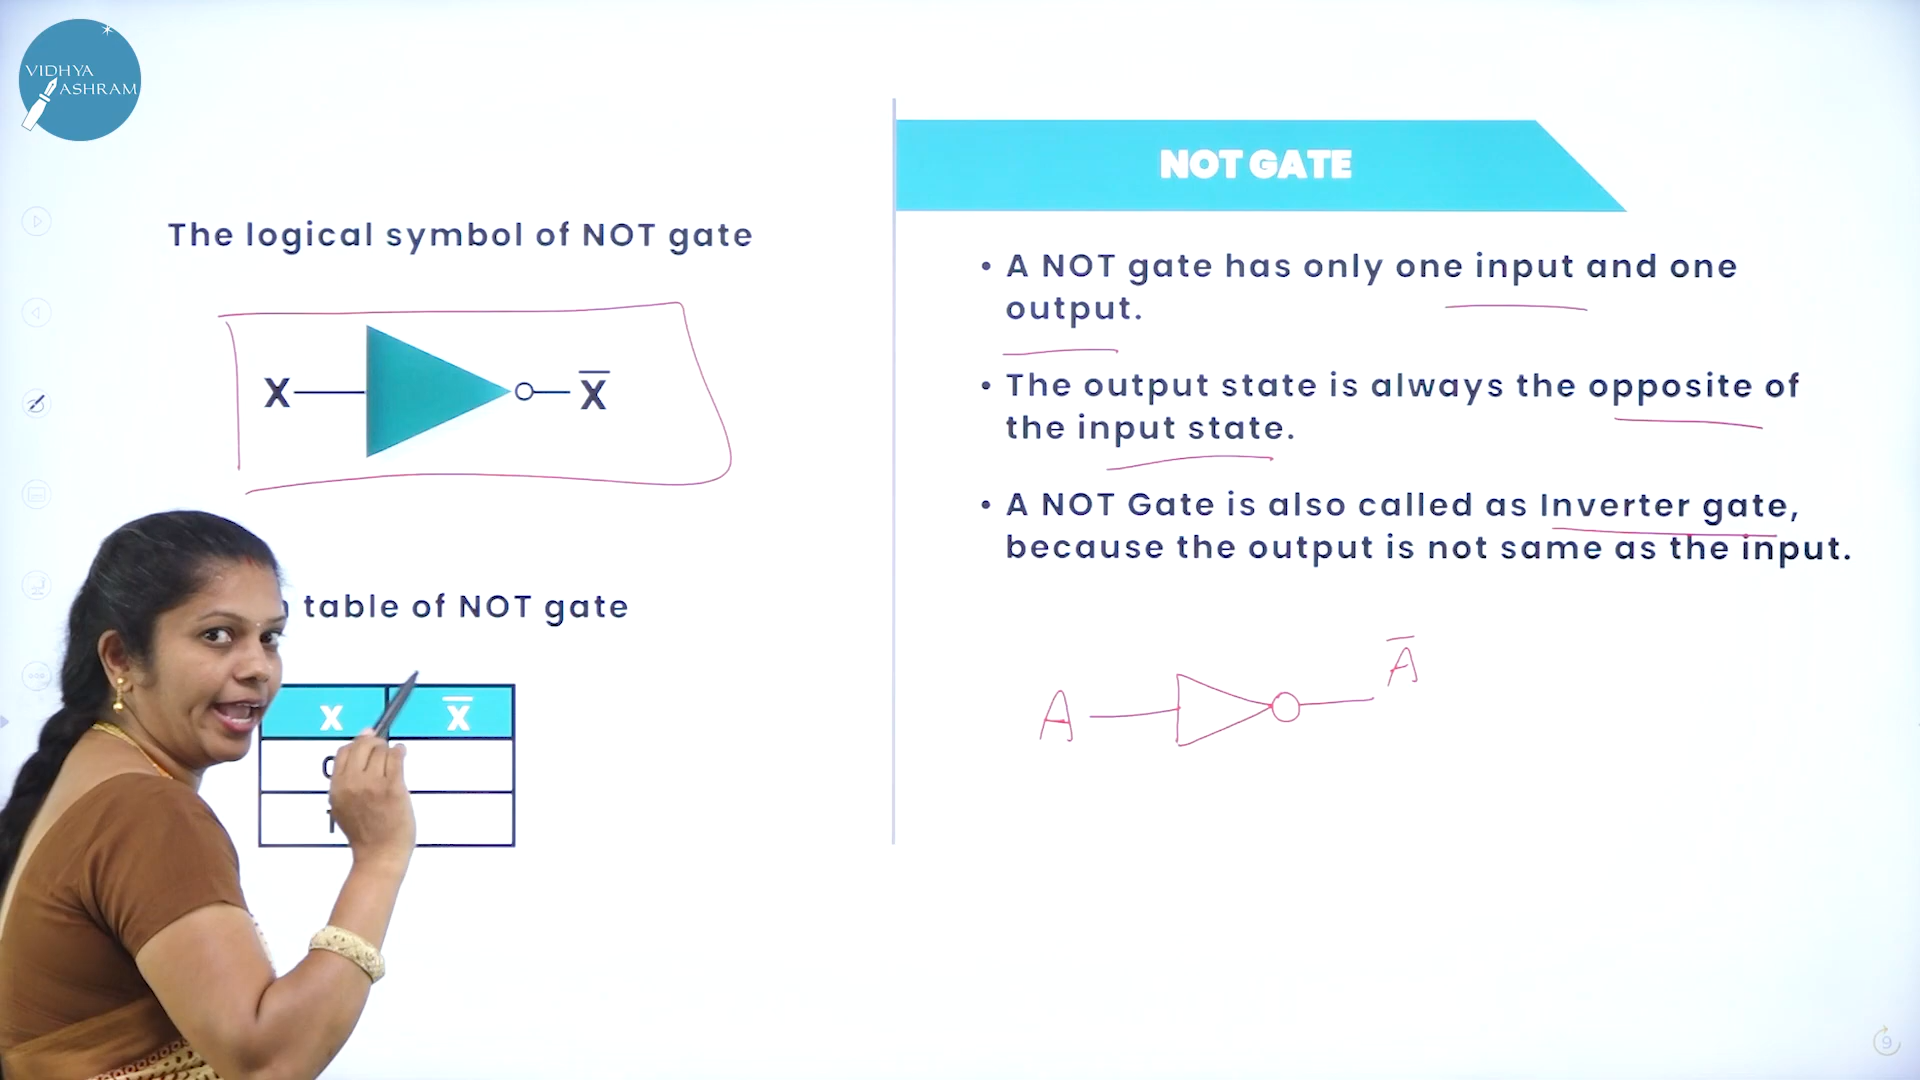 VIDHYA
ASHRAM
The logical symbol of NOT gate
X
X̅
table of NOT gate
X X̅
NOT GATE
• A NOT gate has only one input and one
output.
• The output state is always the opposite of
the input state.
• A NOT Gate is also called as Inverter gate,
because the output is not same as the input.
A
A̅
9